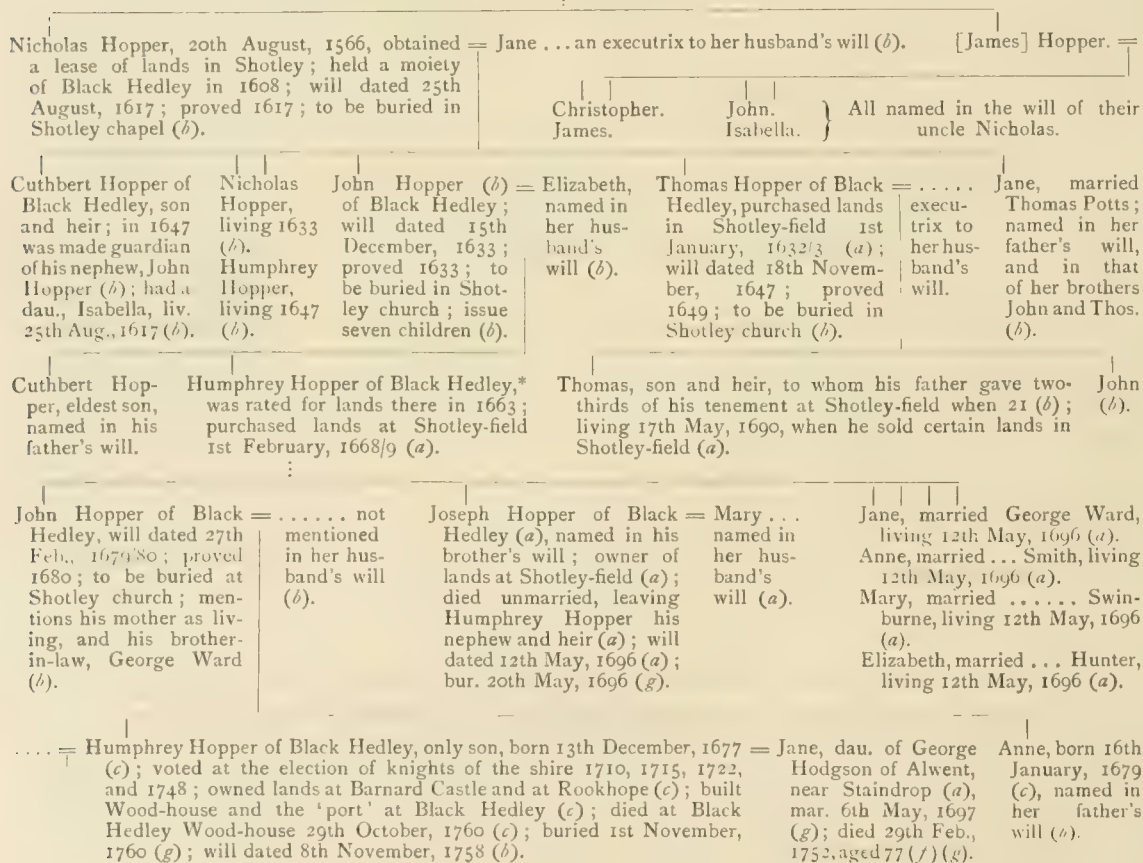 Nicholas Hopper, 20th August, 1566, obtained
a lease of lands in Shotley; held a moiety
of Black Hedley in 1608; will dated 25th
August, 1617; proved 1617; to be buried in
Shotley chapel (b).
= Jane ... an executrix to her husband's will (b).
[James] Hopper. =
Christopher.
James.
John.
Isabella.
} All named in the will of their
uncle Nicholas.
Cuthbert Hopper of
Black Hedley, son
and heir; in 1647
was made guardian
of his nephew, John
Hopper (b); had a
dau., Isabella, liv.
25th Aug., 1617 (b).
Nicholas
Hopper,
living 1633
(b).
Humphrey
Hopper,
living 1647
(b).
John Hopper (b)
of Black Hedley;
will dated 15th
December, 1633;
proved 1633; to
be buried in Shot-
ley church; issue
seven children (b).
= Elizabeth,
named in
her hus-
band's
will (b).
Thomas Hopper of Black
Hedley, purchased lands
in Shotley-field 1st
January, 1632/3 (a);
will dated 18th Novem-
ber, 1647; proved
1649; to be buried in
Shotley church (b).
= .....
execu-
trix to
her hus-
band's
will.
Jane, married
Thomas Potts;
named in her
father's will,
and in that
of her brothers
John and Thos.
(b).
Cuthbert Hop-
per, eldest son,
named in his
father's will.
Humphrey Hopper of Black Hedley,*
was rated for lands there in 1663;
purchased lands at Shotley-field
1st February, 1668/9 (a).
Thomas, son and heir, to whom his father gave two-
thirds of his tenement at Shotley-field when 21 (b);
living 17th May, 1690, when he sold certain lands in
Shotley-field (a).
John
(b).
John Hopper of Black
Hedley, will dated 27th
Feb., 1679/80; proved
1680; to be buried at
Shotley church; men-
tions his mother as liv-
ing, and his brother-
in-law, George Ward
(b).
= ...... not
mentioned
in her hus-
band's will
(b).
Joseph Hopper of Black
Hedley (a), named in his
brother's will; owner of
lands at Shotley-field (a);
died unmarried, leaving
Humphrey Hopper his
nephew and heir (a); will
dated 12th May, 1696 (a);
bur. 20th May, 1696 (g).
= Mary ...
named in
her hus-
band's
will (a).
Jane, married George Ward,
living 12th May, 1696 (a).
Anne, married ... Smith, living
12th May, 1696 (a).
Mary, married ...... Swin-
burne, living 12th May, 1696
(a).
Elizabeth, married ... Hunter,
living 12th May, 1696 (a).
.... = Humphrey Hopper of Black Hedley, only son, born 13th December, 1677
(c); voted at the election of knights of the shire 1710, 1715, 1722,
and 1748; owned lands at Barnard Castle and at Rookhope (c); built
Wood-house and the 'port' at Black Hedley (c); died at Black
Hedley Wood-house 29th October, 1760 (c); buried 1st November,
1760 (g); will dated 8th November, 1758 (b).
= Jane, dau. of George
Hodgson of Alwent,
near Staindrop (a),
mar. 6th May, 1697
(g); died 29th Feb.,
1752, aged 77 (f) (g).
Anne, born 16th
January, 1679
(c), named in
her father's
will (b).